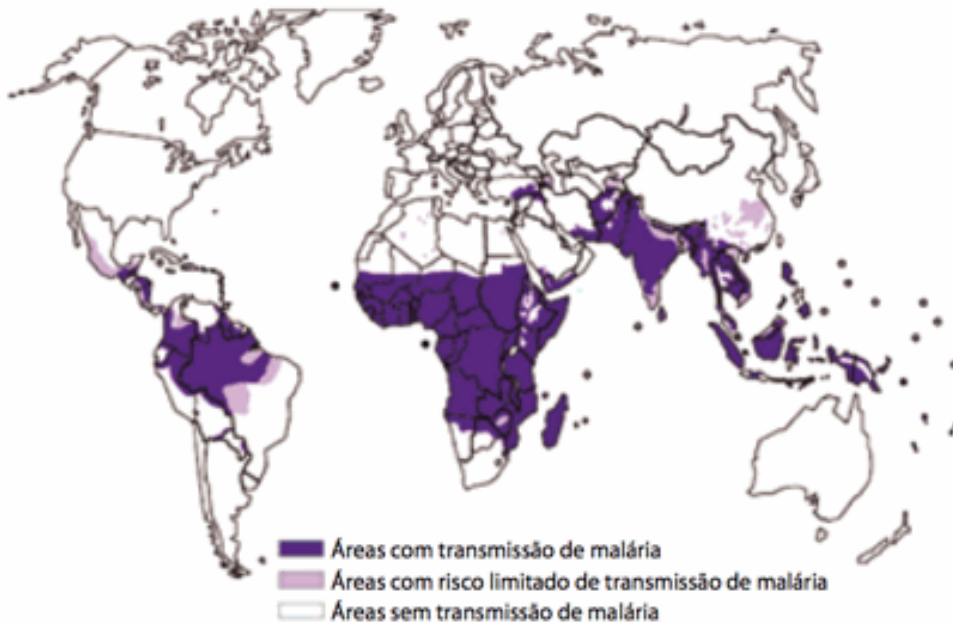 Áreas com transmissão de malária
Áreas com risco limitado de transmissão de malária
Áreas sem transmissão de malária